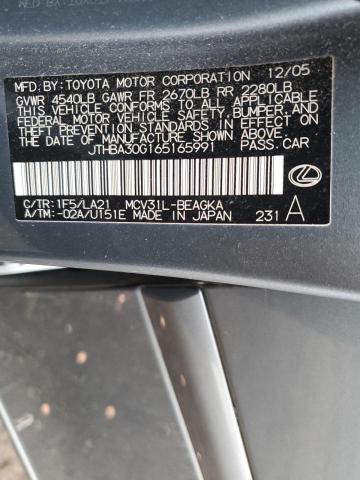 MFD. BY: TOYOTA MOTOR CORPORATION 12/05
GVWR 4540LB GAWR FR 2670LB RR 2280LB
THIS VEHICLE CONFORMS TO ALL APPLICABLE
FEDERAL MOTOR VEHICLE SAFETY, BUMPER, AND
THEFT PREVENTION STANDARDS IN EFFECT ON
THE DATE OF MANUFACTURE SHOWN ABOVE.
JTHBA30G165165991 PASS.CAR
C/TR:1F5/LA21 MCV31L-BEAGKA
A/TM:-02A/U151E MADE IN JAPAN 231 A